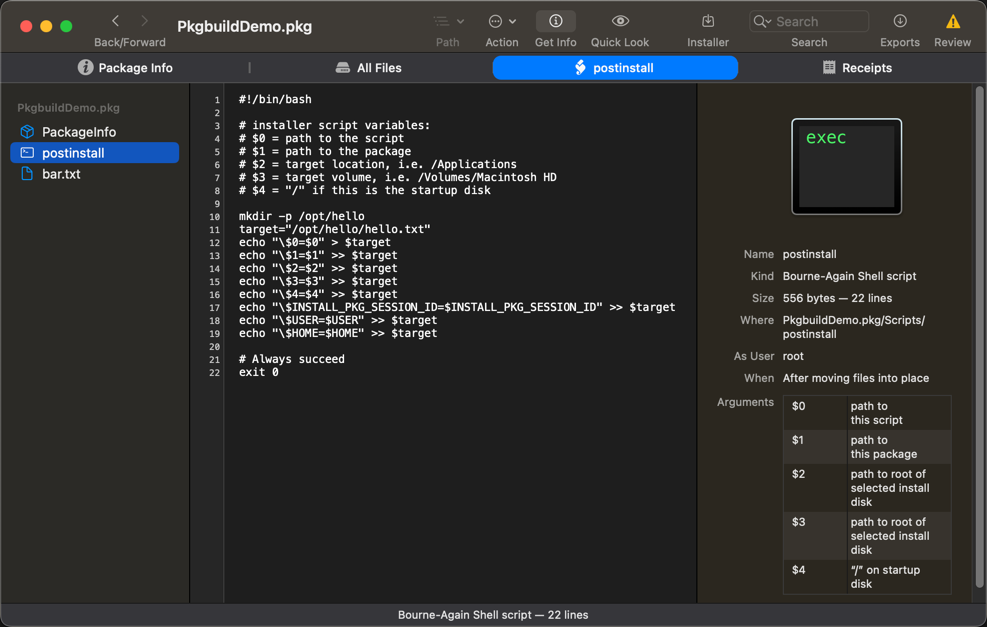 PkgbuildDemo.pkg
Back/Forward
Path
Action
Get Info
Quick Look
Installer
Search
Search
Exports
Review
Package Info
All Files
postinstall
Receipts
PkgbuildDemo.pkg
PackageInfo
postinstall
bar.txt
1 #!/bin/bash
2
3 # installer script variables:
4 # $0 = path to the script
5 # $1 = path to the package
6 # $2 = target location, i.e. /Applications
7 # $3 = target volume, i.e. /Volumes/Macintosh HD
8 # $4 = "/" if this is the startup disk
9
10 mkdir -p /opt/hello
11 target="/opt/hello/hello.txt"
12 echo "\$0=$0" > $target
13 echo "\$1=$1" >> $target
14 echo "\$2=$2" >> $target
15 echo "\$3=$3" >> $target
16 echo "\$4=$4" >> $target
17 echo "\$INSTALL_PKG_SESSION_ID=$INSTALL_PKG_SESSION_ID" >> $target
18 echo "\$USER=$USER" >> $target
19 echo "\$HOME=$HOME" >> $target
20
21 # Always succeed
22 exit 0
exec
Name postinstall
Kind Bourne-Again Shell script
Size 556 bytes — 22 lines
Where PkgbuildDemo.pkg/Scripts/
postinstall
As User root
When After moving files into place
Arguments
$0 path to
this script
$1 path to
this package
$2 path to root of
selected install
disk
$3 path to root of
selected install
disk
$4 “/” on startup
disk
Bourne-Again Shell script — 22 lines